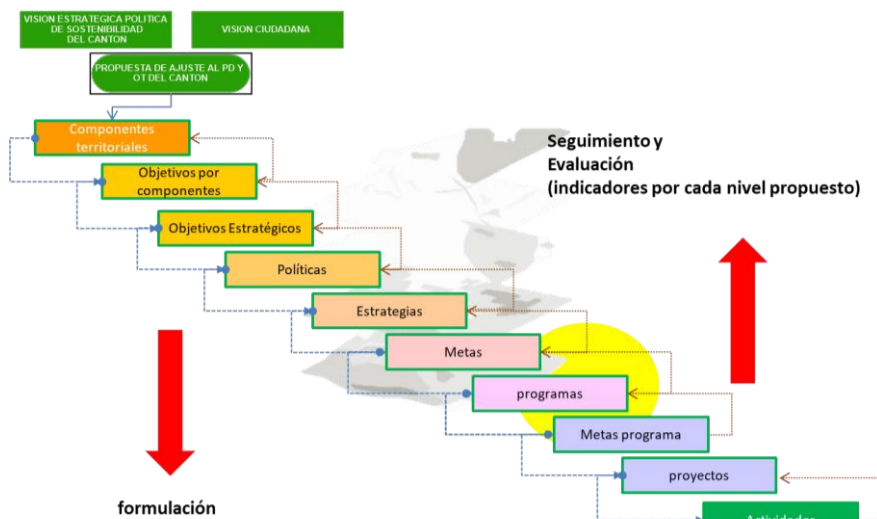 VISION ESTRATEGICA POLITICA
DE SOSTENIBILIDAD
DEL CANTON
VISION CIUDADANA
PROPUESTA DE AJUSTE AL PD Y
OT DEL CANTON
Componentes
territoriales
Objetivos por
componentes
Objetivos Estratégicos
Políticas
Estrategias
Metas
programas
Metas programa
proyectos
Seguimiento y
Evaluación
(indicadores por cada nivel propuesto)
formulación